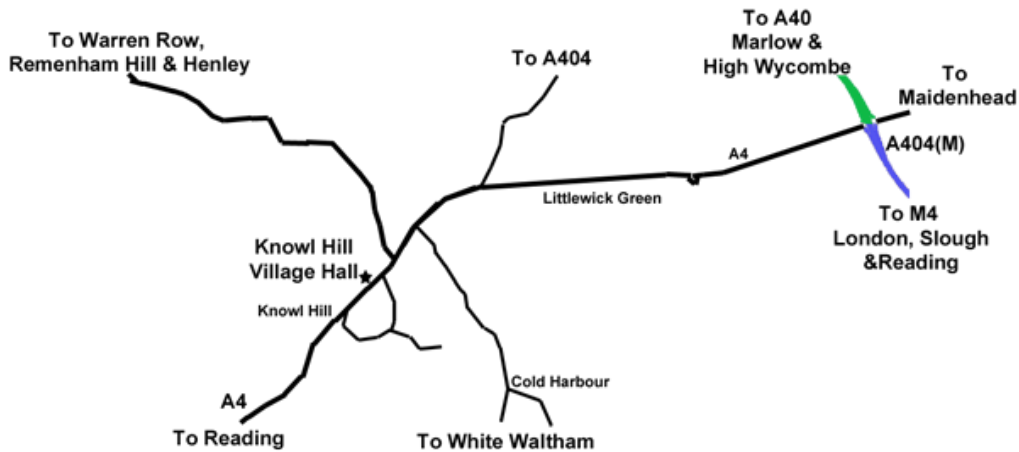 To Warren Row,
Remenham Hill & Henley
To A404
To A40
Marlow &
High Wycombe
To
Maidenhead
A404(M)
A4
Littlewick Green
To M4
London, Slough
&Reading
Knowl Hill
Village Hall
Knowl Hill
Cold Harbour
A4
To Reading
To White Waltham